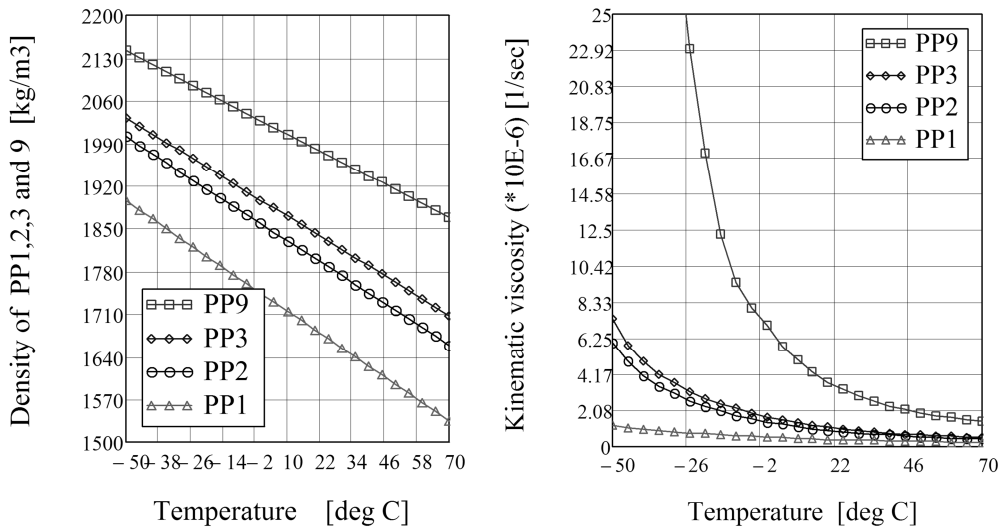 Density of PP1,2,3 and 9 [kg/m3]
2200
2130
2060
1990
1920
1850
1780
1710
1640
1570
1500
PP9
PP3
PP2
PP1
−50 −38 −26 −14 −2 10 22 34 46 58 70
Temperature [deg C]
Kinematic viscosity (*10E-6) [1/sec]
25
22.92
20.83
18.75
16.67
14.58
12.5
10.42
8.33
6.25
4.17
2.08
0
PP9
PP3
PP2
PP1
−50 −26 −2 22 46 70
Temperature [deg C]